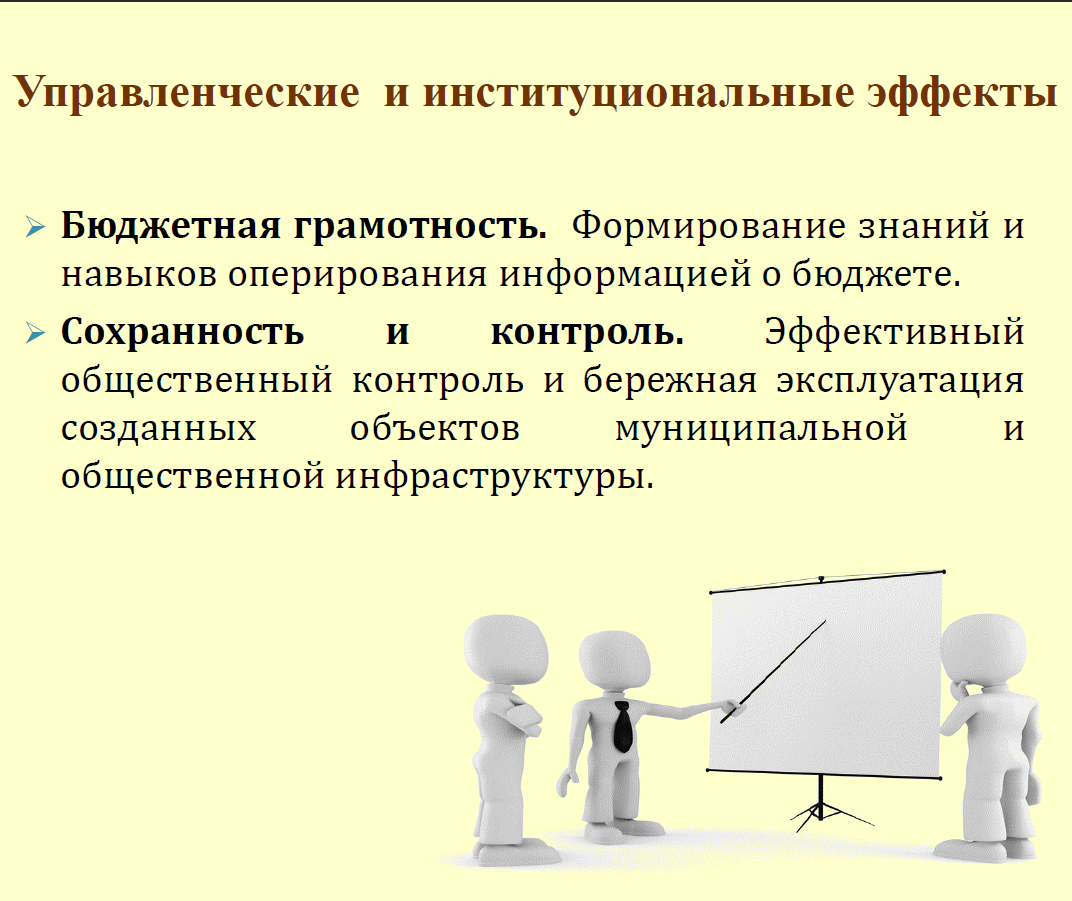 Управленческие и институциональные эффекты
Бюджетная грамотность. Формирование знаний и
навыков оперирования информацией о бюджете.
Сохранность и контроль. Эффективный
общественный контроль и бережная эксплуатация
созданных объектов муниципальной и
общественной инфраструктуры.